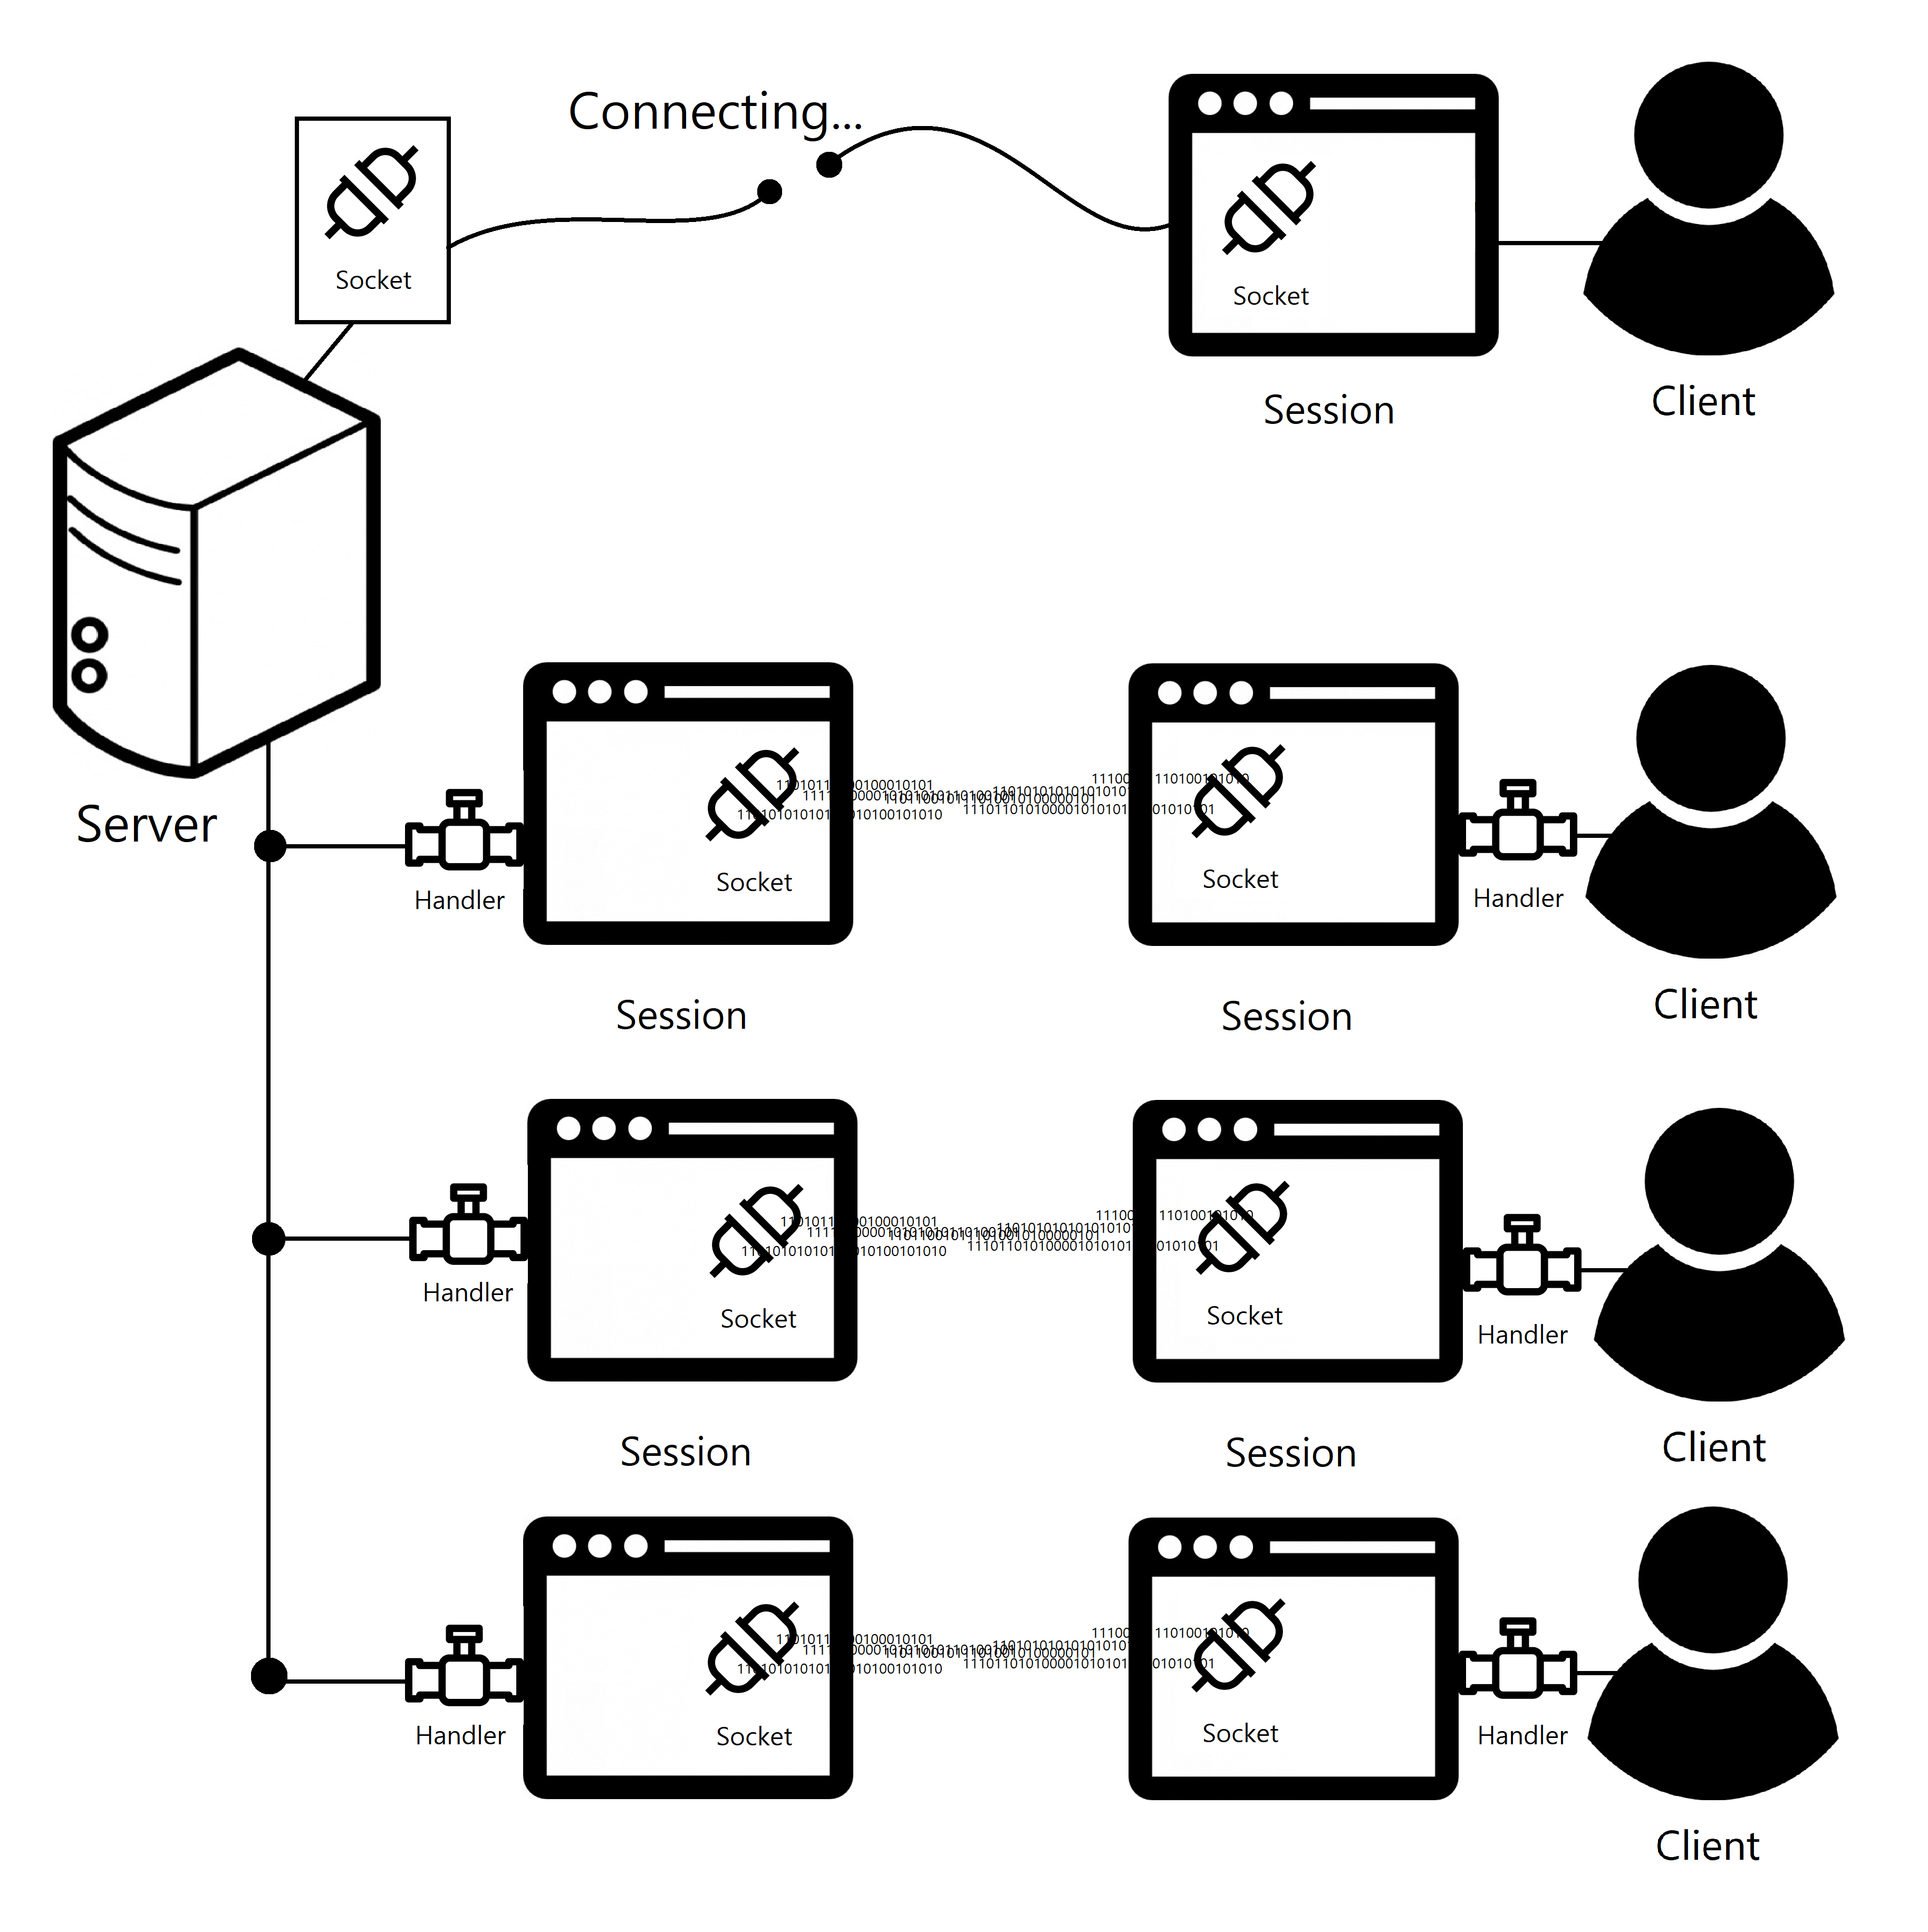 Connecting...
Socket
Socket
Session
Client
Server
Handler
Socket
Socket
Handler
Session
Session
Client
Handler
Socket
Socket
Handler
Session
Session
Client
Handler
Socket
Socket
Handler
Client